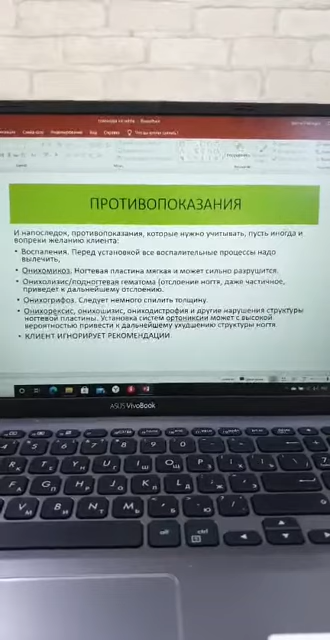 ПРОТИВОПОКАЗАНИЯ
И напоследок, противопоказания, которые нужно учитывать, пусть иногда и
вопреки желанию клиента:
• Воспаления. Перед установкой все воспалительные процессы надо
вылечить,
• Онихомикоз. Ногтевая пластина мягкая и может сильно разрушится.
• Онихолизис/подногтевая гематома (отслоение ногтя, даже частичное,
приведет к дальнейшему отслоению.
• Онихогрифоз. Следует немного спилить толщину.
• Онихорексис, онихошизис, ониходистрофия и другие нарушения структуры
ногтевой пластины. Установка систем ортониксии может с высокой
вероятностью привести к дальнейшему ухудшению структуры ногтя
• КЛИЕНТ ИГНОРИРУЕТ РЕКОМЕНДАЦИИ
ASUS VivoBook
alt
ctrl